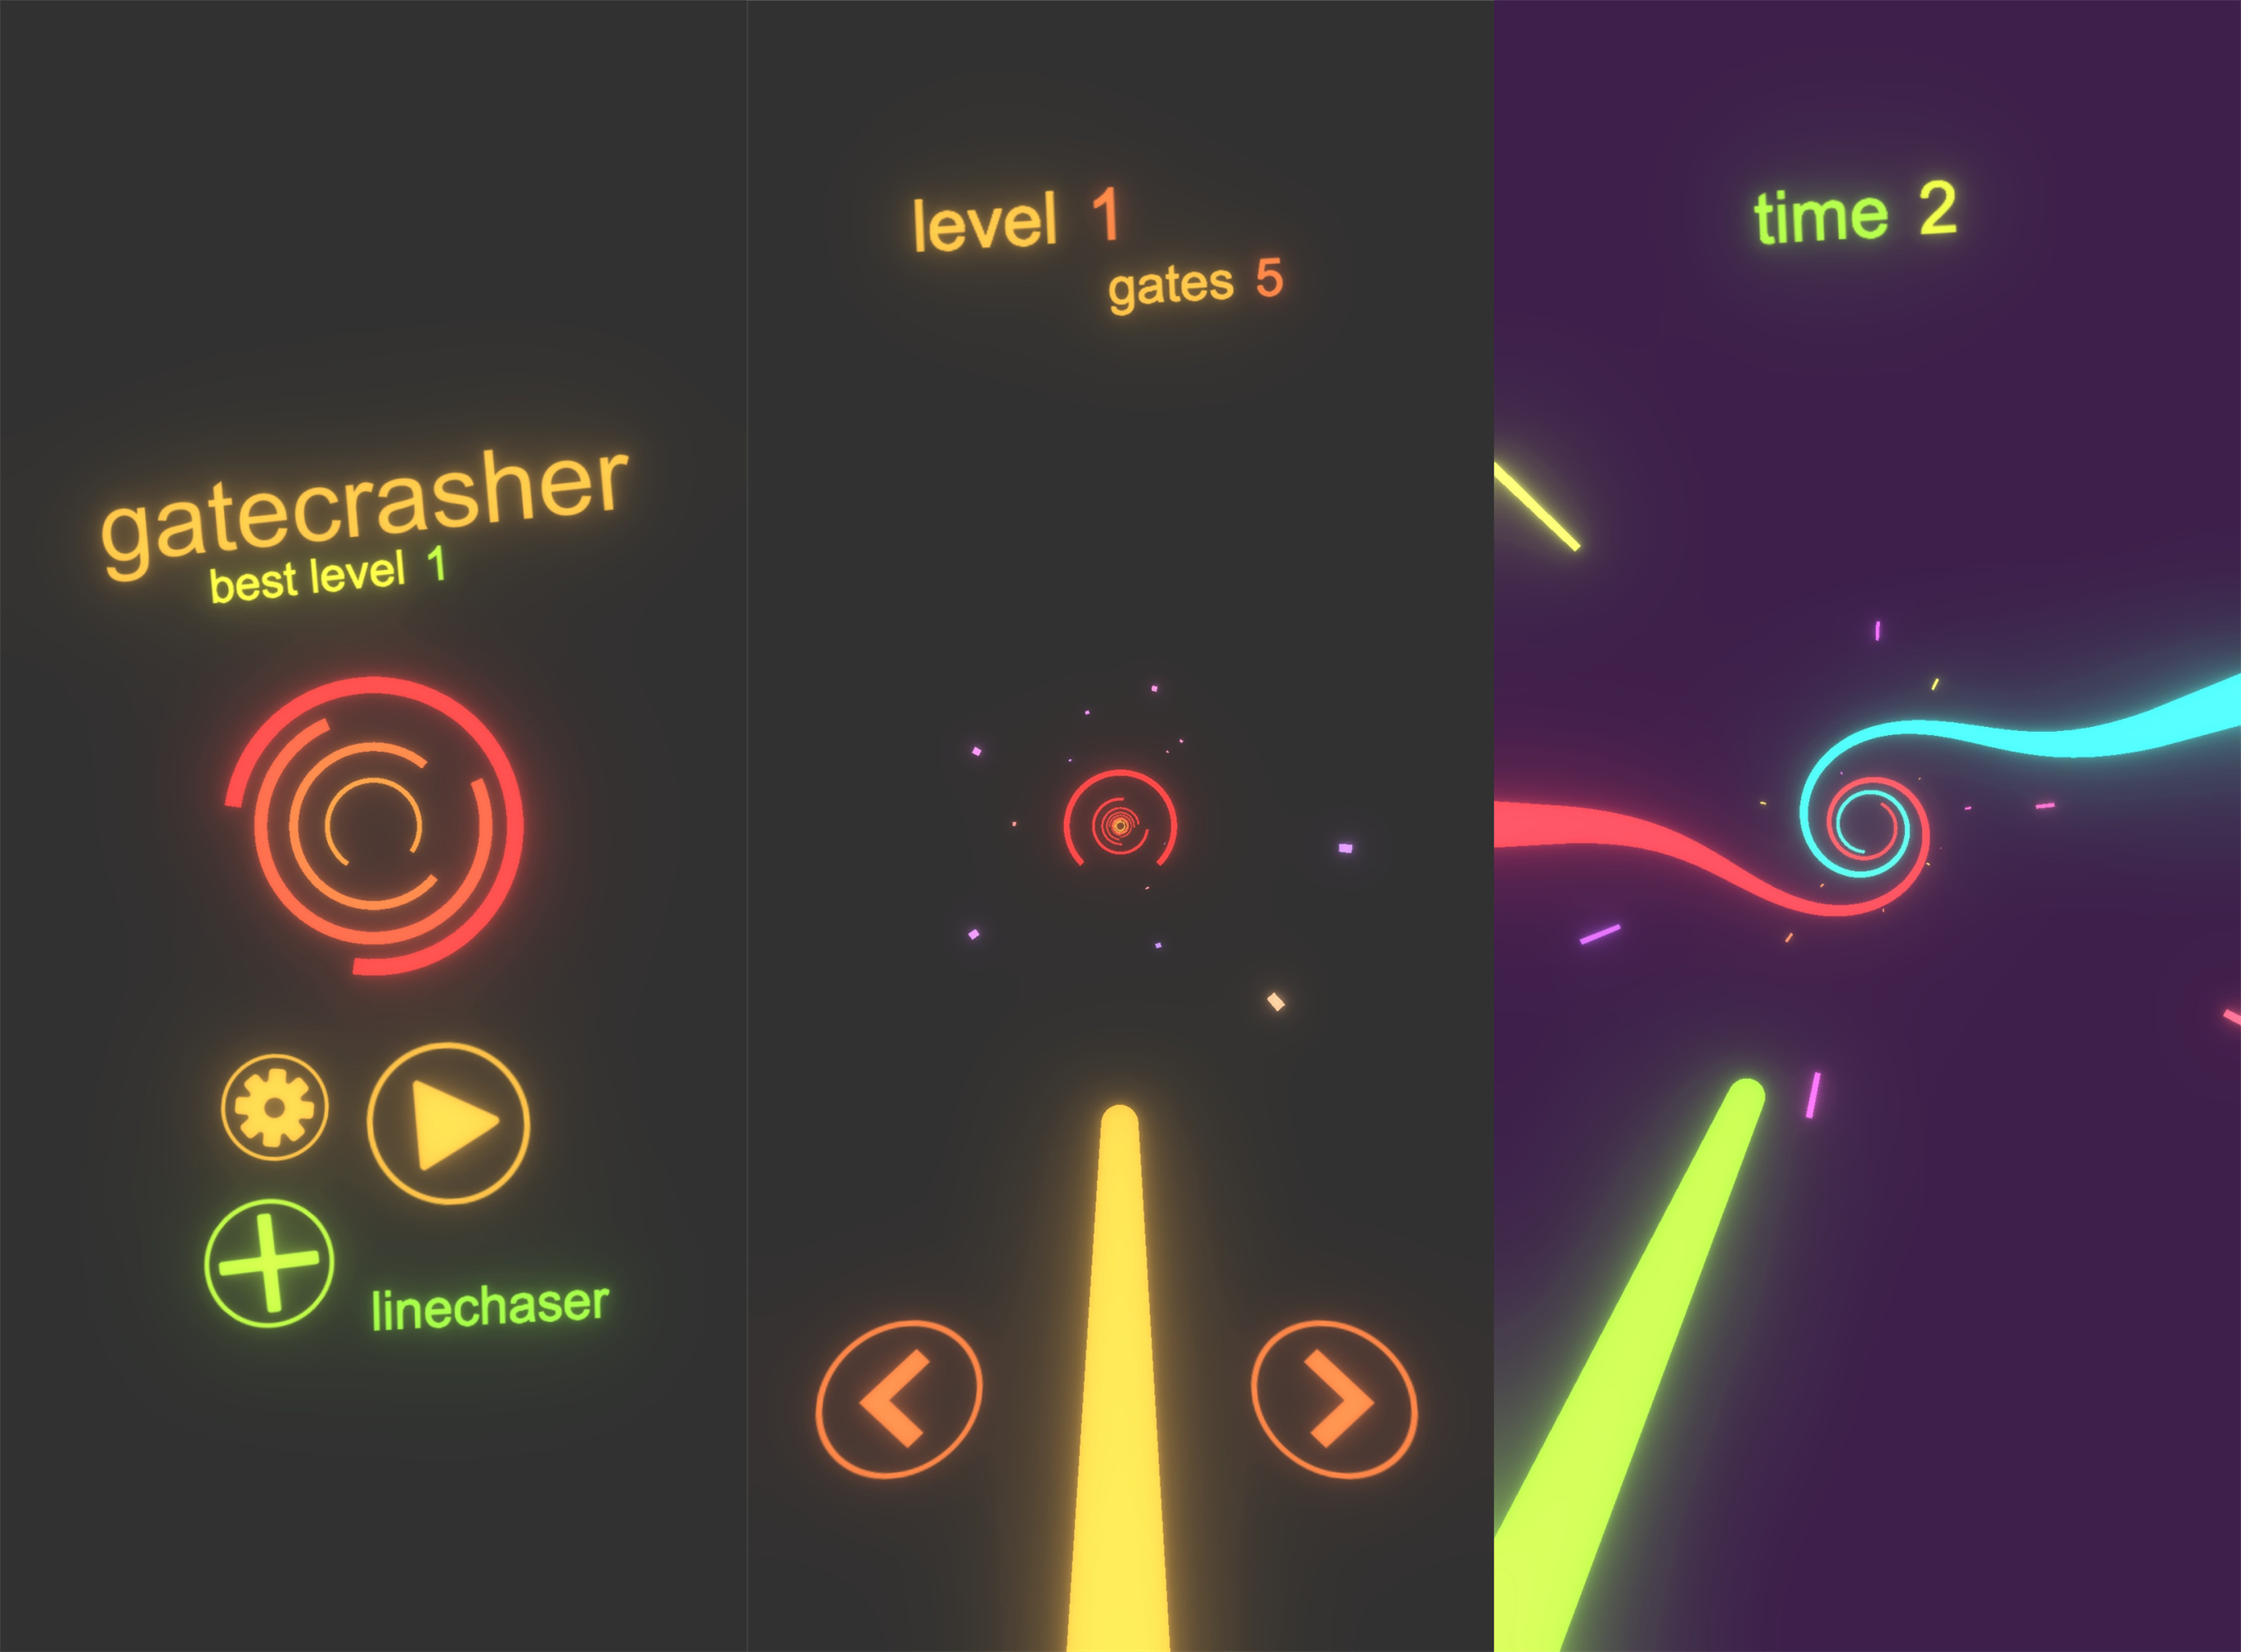 gatecrasher
best level 1
linechaser
level 1
gates 5
time 2